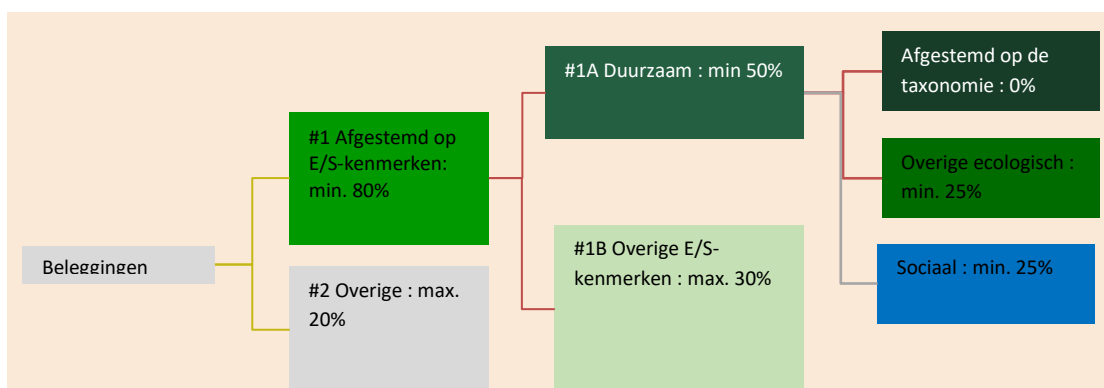 Beleggingen
#1 Afgestemd op
E/S-kenmerken:
min. 80%
#2 Overige : max.
20%
#1A Duurzaam : min 50%
#1B Overige E/S-
kenmerken : max. 30%
Afgestemd op de
taxonomie : 0%
Overige ecologisch :
min. 25%
Sociaal : min. 25%